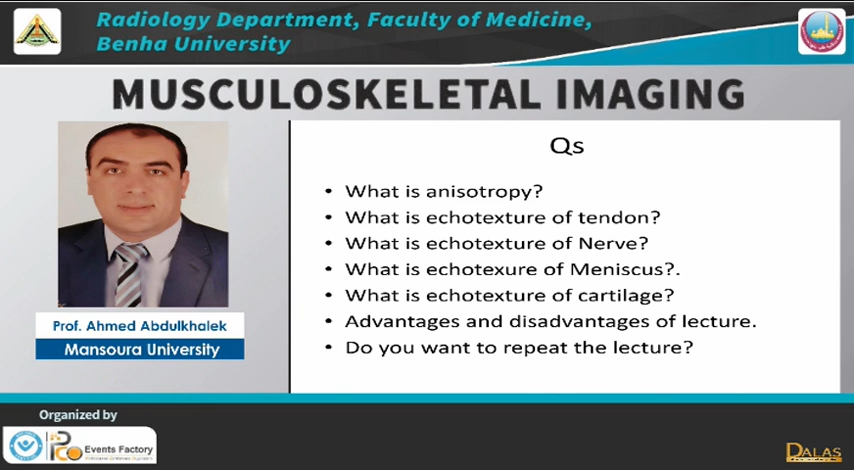 Radiology Department, Faculty of Medicine,
Benha University
MUSCULOSKELETAL IMAGING
Prof. Ahmed Abdulkhalek
Mansoura University
Qs
• What is anisotropy?
• What is echotexture of tendon?
• What is echotexture of Nerve?
• What is echotexure of Meniscus?.
• What is echotexture of cartilage?
• Advantages and disadvantages of lecture.
• Do you want to repeat the lecture?
Organized by
Pco Events Factory
DALAS